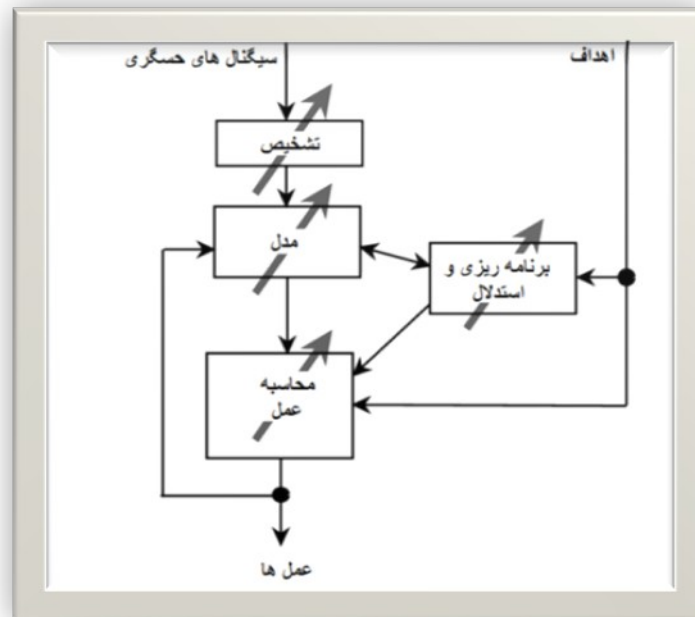 سیگنال های حسگری
اهداف
تشخیص
مدل
برنامه ریزی و
استدلال
محاسبه
عمل
عمل ها